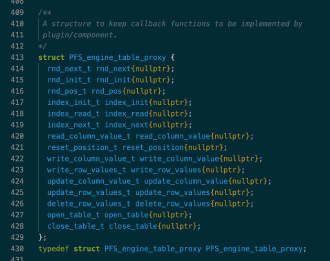 408
409 /**
410 A structure to keep callback functions to be implemented by
411 plugin/component.
412 */
413 struct PFS_engine_table_proxy {
414 rnd_next_t rnd_next{nullptr};
415 rnd_init_t rnd_init{nullptr};
416 rnd_pos_t rnd_pos{nullptr};
417 index_init_t index_init{nullptr};
418 index_read_t index_read{nullptr};
419 index_next_t index_next{nullptr};
420 read_column_value_t read_column_value{nullptr};
421 reset_position_t reset_position{nullptr};
422 write_column_value_t write_column_value{nullptr};
423 write_row_values_t write_row_values{nullptr};
424 update_column_value_t update_column_value{nullptr};
425 update_row_values_t update_row_values{nullptr};
426 delete_row_values_t delete_row_values{nullptr};
427 open_table_t open_table{nullptr};
428 close_table_t close_table{nullptr};
429 };
430 typedef struct PFS_engine_table_proxy PFS_engine_table_proxy;
431